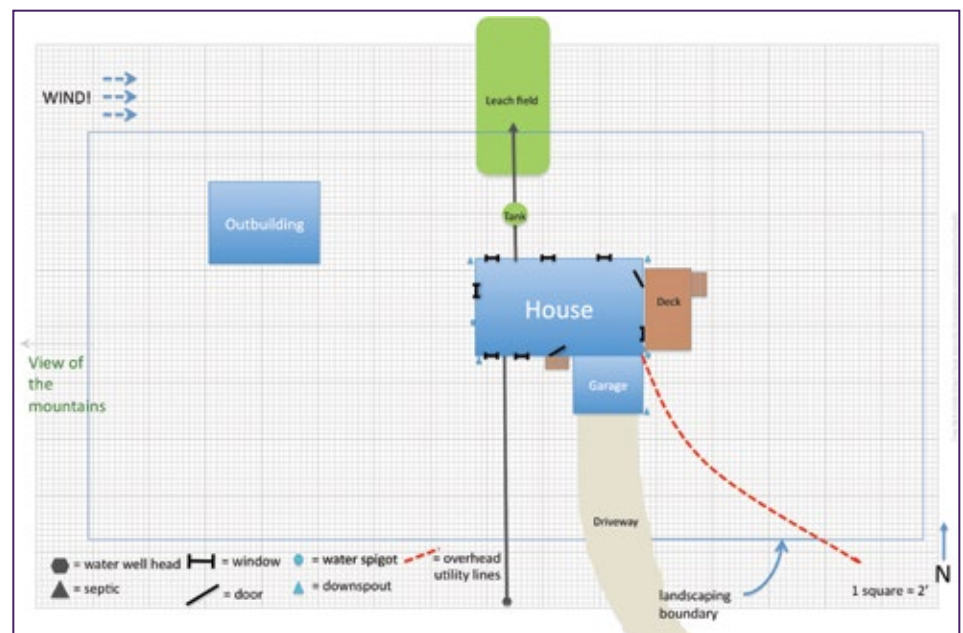 WIND!
Leach field
Tank
Outbuilding
House
Deck
View of
the
mountains
Garage
Driveway
= water well head
= window
= water spigot
= overhead
utility lines
= septic
= door
= downspout
landscaping
boundary
1 square = 2'
N